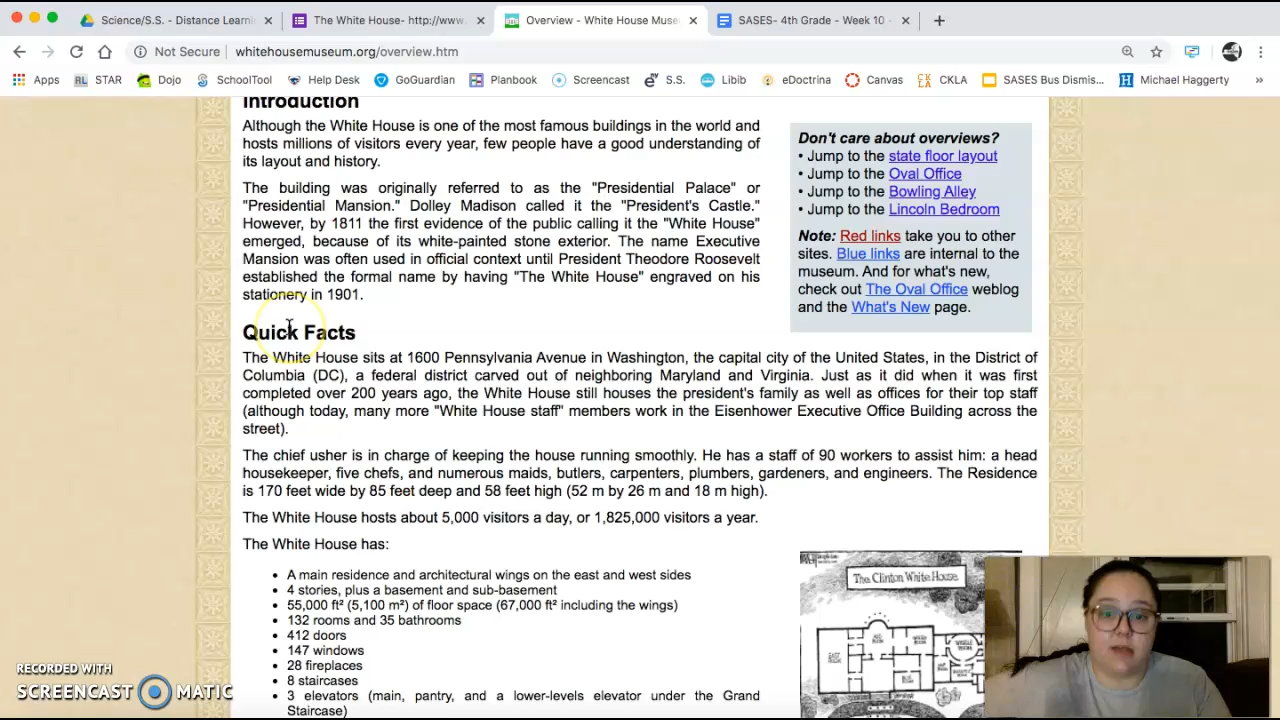 Science/S.S. - Distance Learni
The White House- http://www.
Overview - White House Muse
SASES- 4th Grade - Week 10 -
Not Secure whitehousemuseum.org/overview.htm
Apps RL STAR Dojo SchoolTool Help Desk GoGuardian Planbook Screencast S.S. Libib eDoctrina Canvas CKLA SASES Bus Dismis... Michael Haggerty »
Introduction
Although the White House is one of the most famous buildings in the world and
hosts millions of visitors every year, few people have a good understanding of
its layout and history.
The building was originally referred to as the "Presidential Palace" or
"Presidential Mansion." Dolley Madison called it the "President's Castle."
However, by 1811 the first evidence of the public calling it the "White House"
emerged, because of its white-painted stone exterior. The name Executive
Mansion was often used in official context until President Theodore Roosevelt
established the formal name by having "The White House" engraved on his
stationery in 1901.
Don't care about overviews?
• Jump to the state floor layout
• Jump to the Oval Office
• Jump to the Bowling Alley
• Jump to the Lincoln Bedroom
Note: Red links take you to other
sites. Blue links are internal to the
museum. And for what's new,
check out The Oval Office weblog
and the What's New page.
Quick Facts
The White House sits at 1600 Pennsylvania Avenue in Washington, the capital city of the United States, in the District of
Columbia (DC), a federal district carved out of neighboring Maryland and Virginia. Just as it did when it was first
completed over 200 years ago, the White House still houses the president's family as well as offices for their top staff
(although today, many more "White House staff" members work in the Eisenhower Executive Office Building across the
street).
The chief usher is in charge of keeping the house running smoothly. He has a staff of 90 workers to assist him: a head
housekeeper, five chefs, and numerous maids, butlers, carpenters, plumbers, gardeners, and engineers. The Residence
is 170 feet wide by 85 feet deep and 58 feet high (52 m by 26 m and 18 m high).
The White House hosts about 5,000 visitors a day, or 1,825,000 visitors a year.
The White House has:
• A main residence and architectural wings on the east and west sides
• 4 stories, plus a basement and sub-basement
• 55,000 ft² (5,100 m²) of floor space (67,000 ft² including the wings)
• 132 rooms and 35 bathrooms
• 412 doors
• 147 windows
• 28 fireplaces
• 8 staircases
• 3 elevators (main, pantry, and a lower-levels elevator under the Grand
Staircase)
The Clinton White House
RECORDED WITH
SCREENCAST MATIC